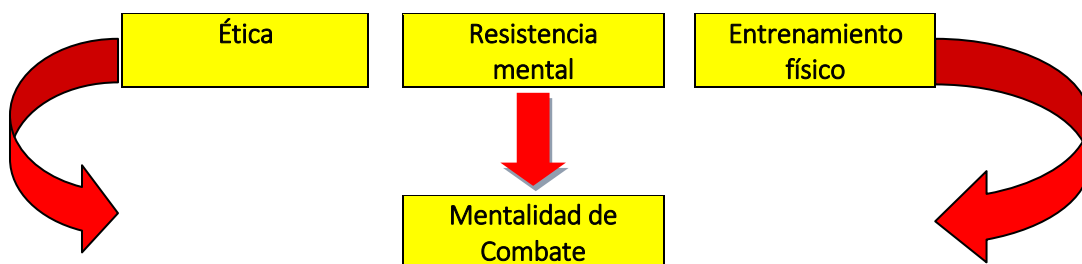 Ética
Resistencia
mental
Entrenamiento
físico
Mentalidad de
Combate